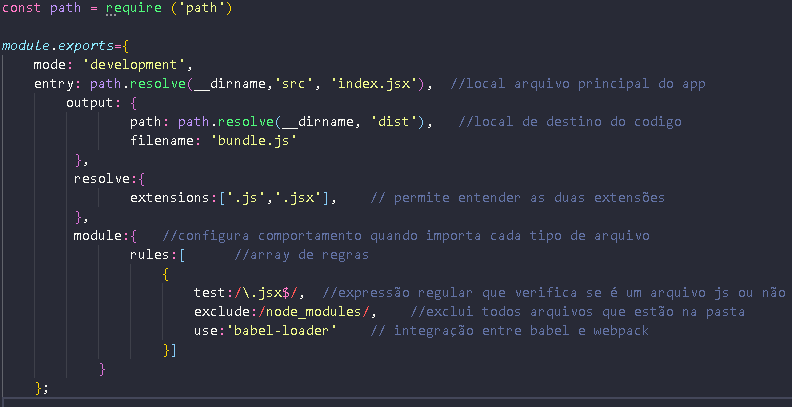 const path = require ('path')
module.exports={
mode: 'development',
entry: path.resolve(__dirname,'src', 'index.jsx'), //local arquivo principal do app
output: {
path: path.resolve(__dirname, 'dist'), //local de destino do codigo
filename: 'bundle.js'
},
resolve:{
extensions:['.js','.jsx'], // permite entender as duas extensões
},
module:{ //configura comportamento quando importa cada tipo de arquivo
rules:[ //array de regras
{
test:/\.jsx$/, //expressão regular que verifica se é um arquivo js ou não
exclude:/node_modules/, //exclui todos arquivos que estão na pasta
use:'babel-loader' // integração entre babel e webpack
}]
}
};